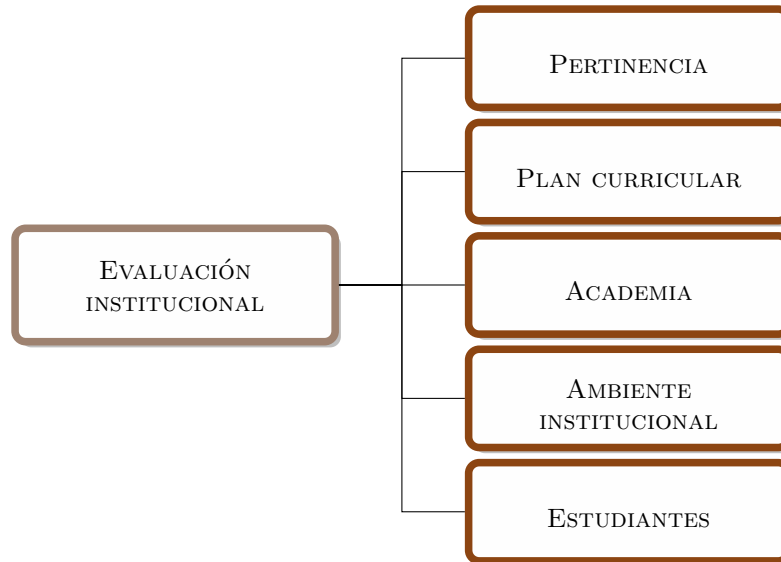 Pertinencia
Plan curricular
Evaluación
institucional
Academia
Ambiente
institucional
Estudiantes